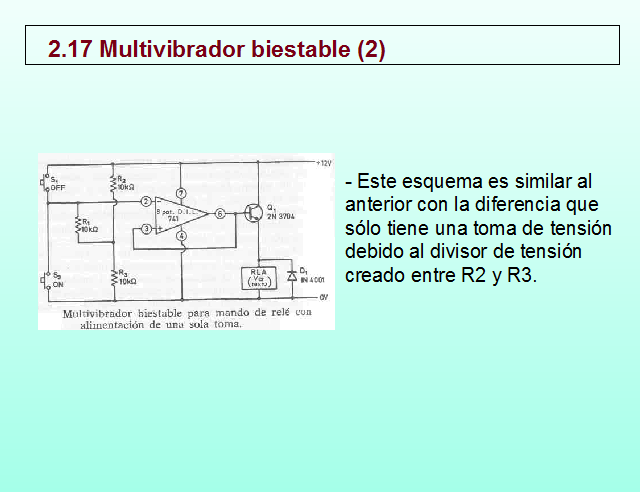 2.17 Multivibrador biestable (2)
+12V
S1
OFF
R2
10kΩ
7
2
8 pat. D.I.L.
741
6
Q1
2N 3704
R1
10kΩ
3
4
S2
ON
R3
10kΩ
RLA
D1
IN 4001
0V
Multivibrador biestable para mando de relé con
alimentación de una sola toma.
- Este esquema es similar al
anterior con la diferencia que
sólo tiene una toma de tensión
debido al divisor de tensión
creado entre R2 y R3.